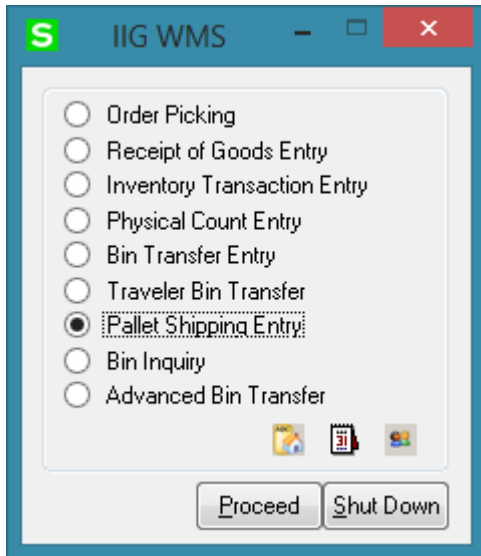 S IIG WMS
Order Picking
Receipt of Goods Entry
Inventory Transaction Entry
Physical Count Entry
Bin Transfer Entry
Traveler Bin Transfer
Pallet Shipping Entry
Bin Inquiry
Advanced Bin Transfer
31
Proceed Shut Down